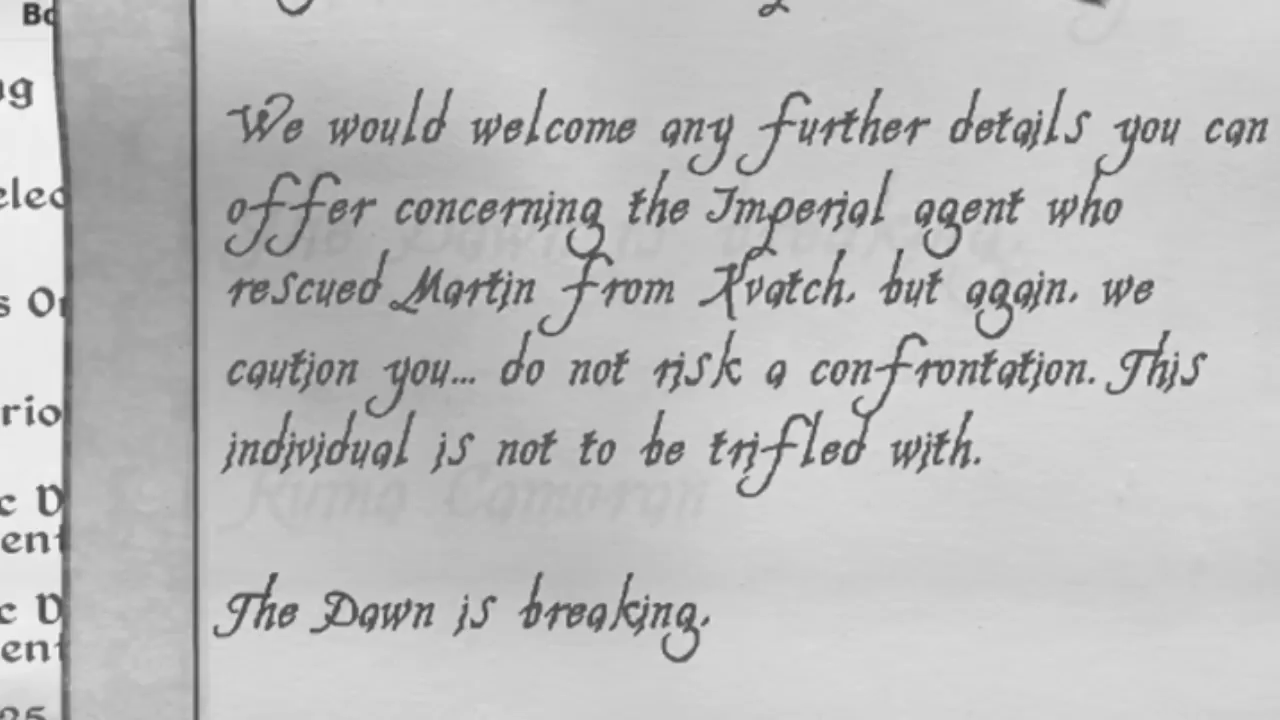 We would welcome any further details you can
offer concerning the Imperial agent who
rescued Martin from Kvatch, but again, we
caution you... do not risk a confrontation. This
individual is not to be trifled with.
Ruma Camoran
The Dawn is breaking.